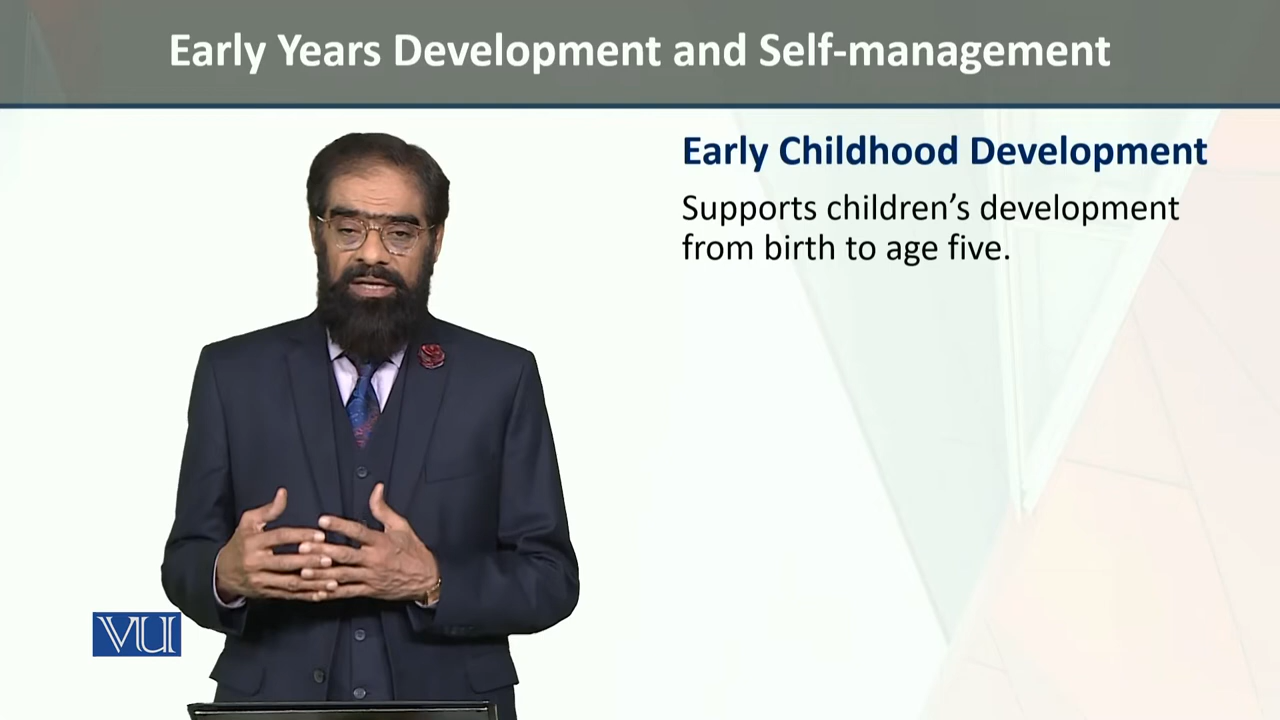 Early Years Development and Self-management
Early Childhood Development
Supports children’s development
from birth to age five.
VU